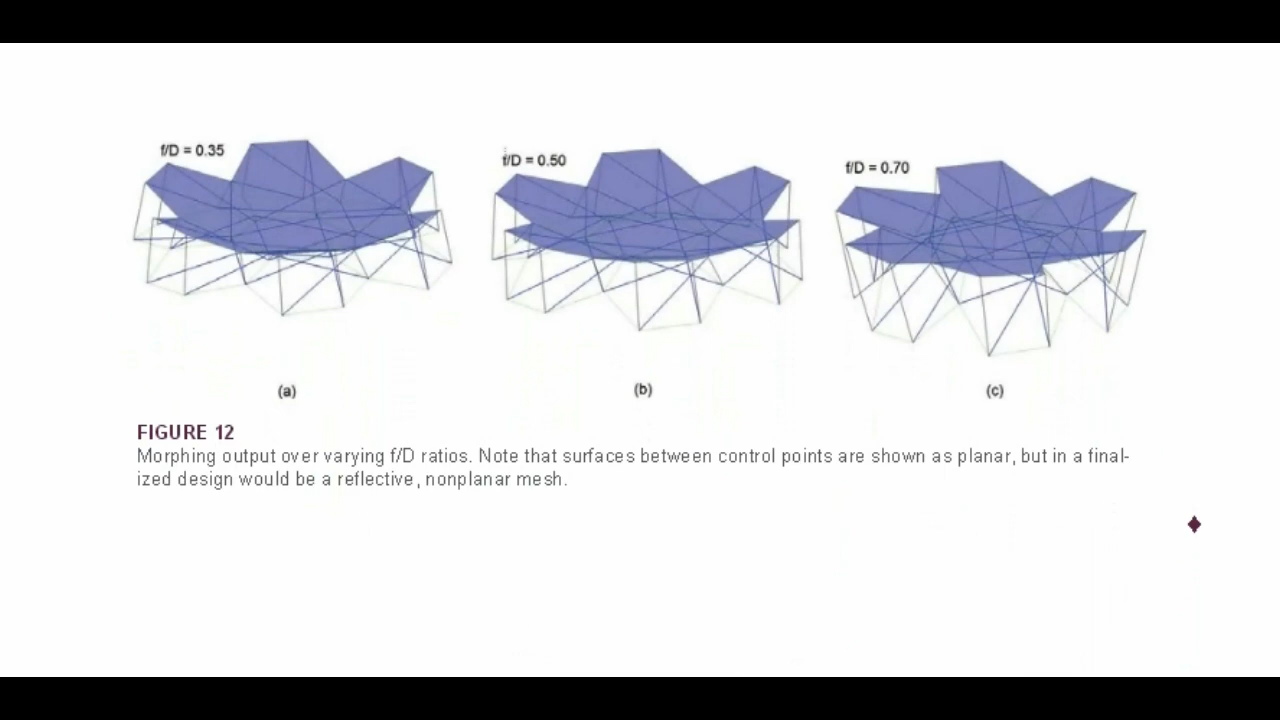 f/D = 0.35
f/D = 0.50
f/D = 0.70
(a)
(b)
(c)
FIGURE 12
Morphing output over varying f/D ratios. Note that surfaces between control points are shown as planar, but in a final-
ized design would be a reflective, nonplanar mesh.